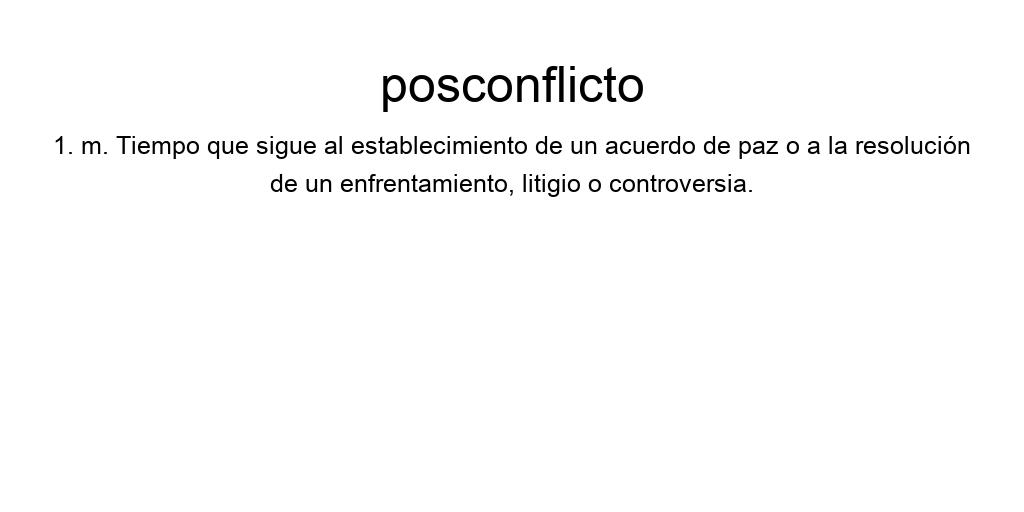 posconflicto
1. m. Tiempo que sigue al establecimiento de un acuerdo de paz o a la resolución
de un enfrentamiento, litigio o controversia.